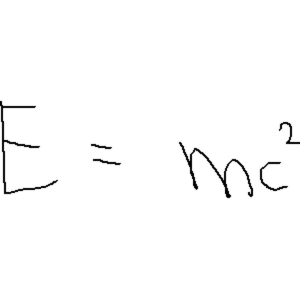 E = mc²